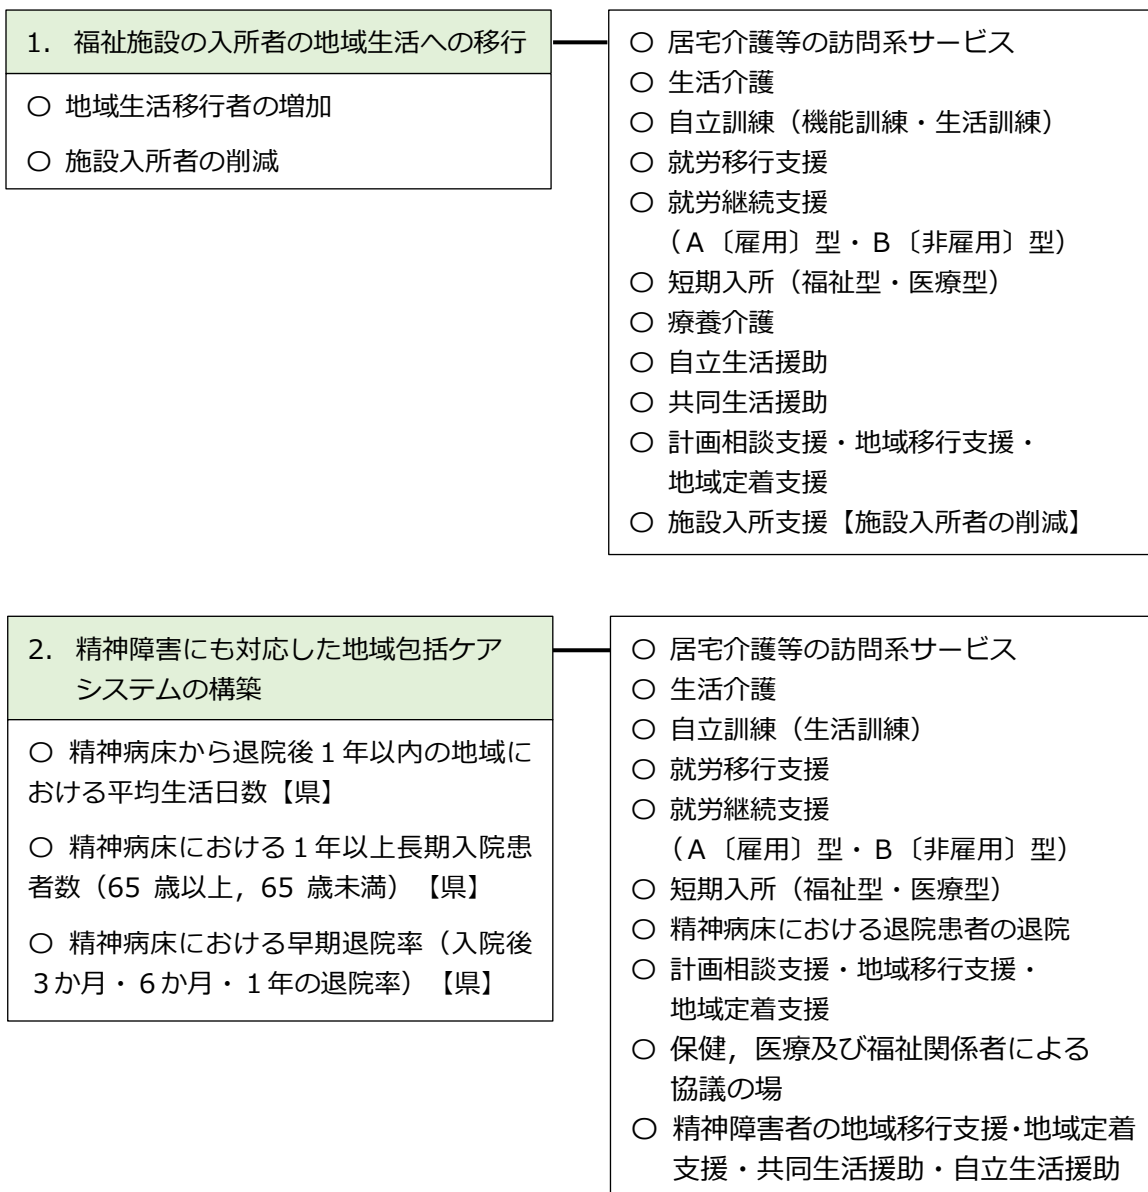 1. 福祉施設の入所者の地域生活への移行
〇 地域生活移行者の増加
〇 施設入所者の削減
〇 居宅介護等の訪問系サービス
〇 生活介護
〇 自立訓練（機能訓練・生活訓練）
〇 就労移行支援
〇 就労継続支援
（Ａ〔雇用〕型・Ｂ〔非雇用〕型）
〇 短期入所（福祉型・医療型）
〇 療養介護
〇 自立生活援助
〇 共同生活援助
〇 計画相談支援・地域移行支援・
地域定着支援
〇 施設入所支援【施設入所者の削減】
2. 精神障害にも対応した地域包括ケア
システムの構築
〇 精神病床から退院後１年以内の地域に
おける平均生活日数【県】
〇 精神病床における１年以上長期入院患
者数（65 歳以上，65 歳未満）【県】
〇 精神病床における早期退院率（入院後
３か月・６か月・１年の退院率）【県】
〇 居宅介護等の訪問系サービス
〇 生活介護
〇 自立訓練（生活訓練）
〇 就労移行支援
〇 就労継続支援
（Ａ〔雇用〕型・Ｂ〔非雇用〕型）
〇 短期入所（福祉型・医療型）
〇 精神病床における退院患者の退院
〇 計画相談支援・地域移行支援・
地域定着支援
〇 保健，医療及び福祉関係者による
協議の場
〇 精神障害者の地域移行支援・地域定着
支援・共同生活援助・自立生活援助